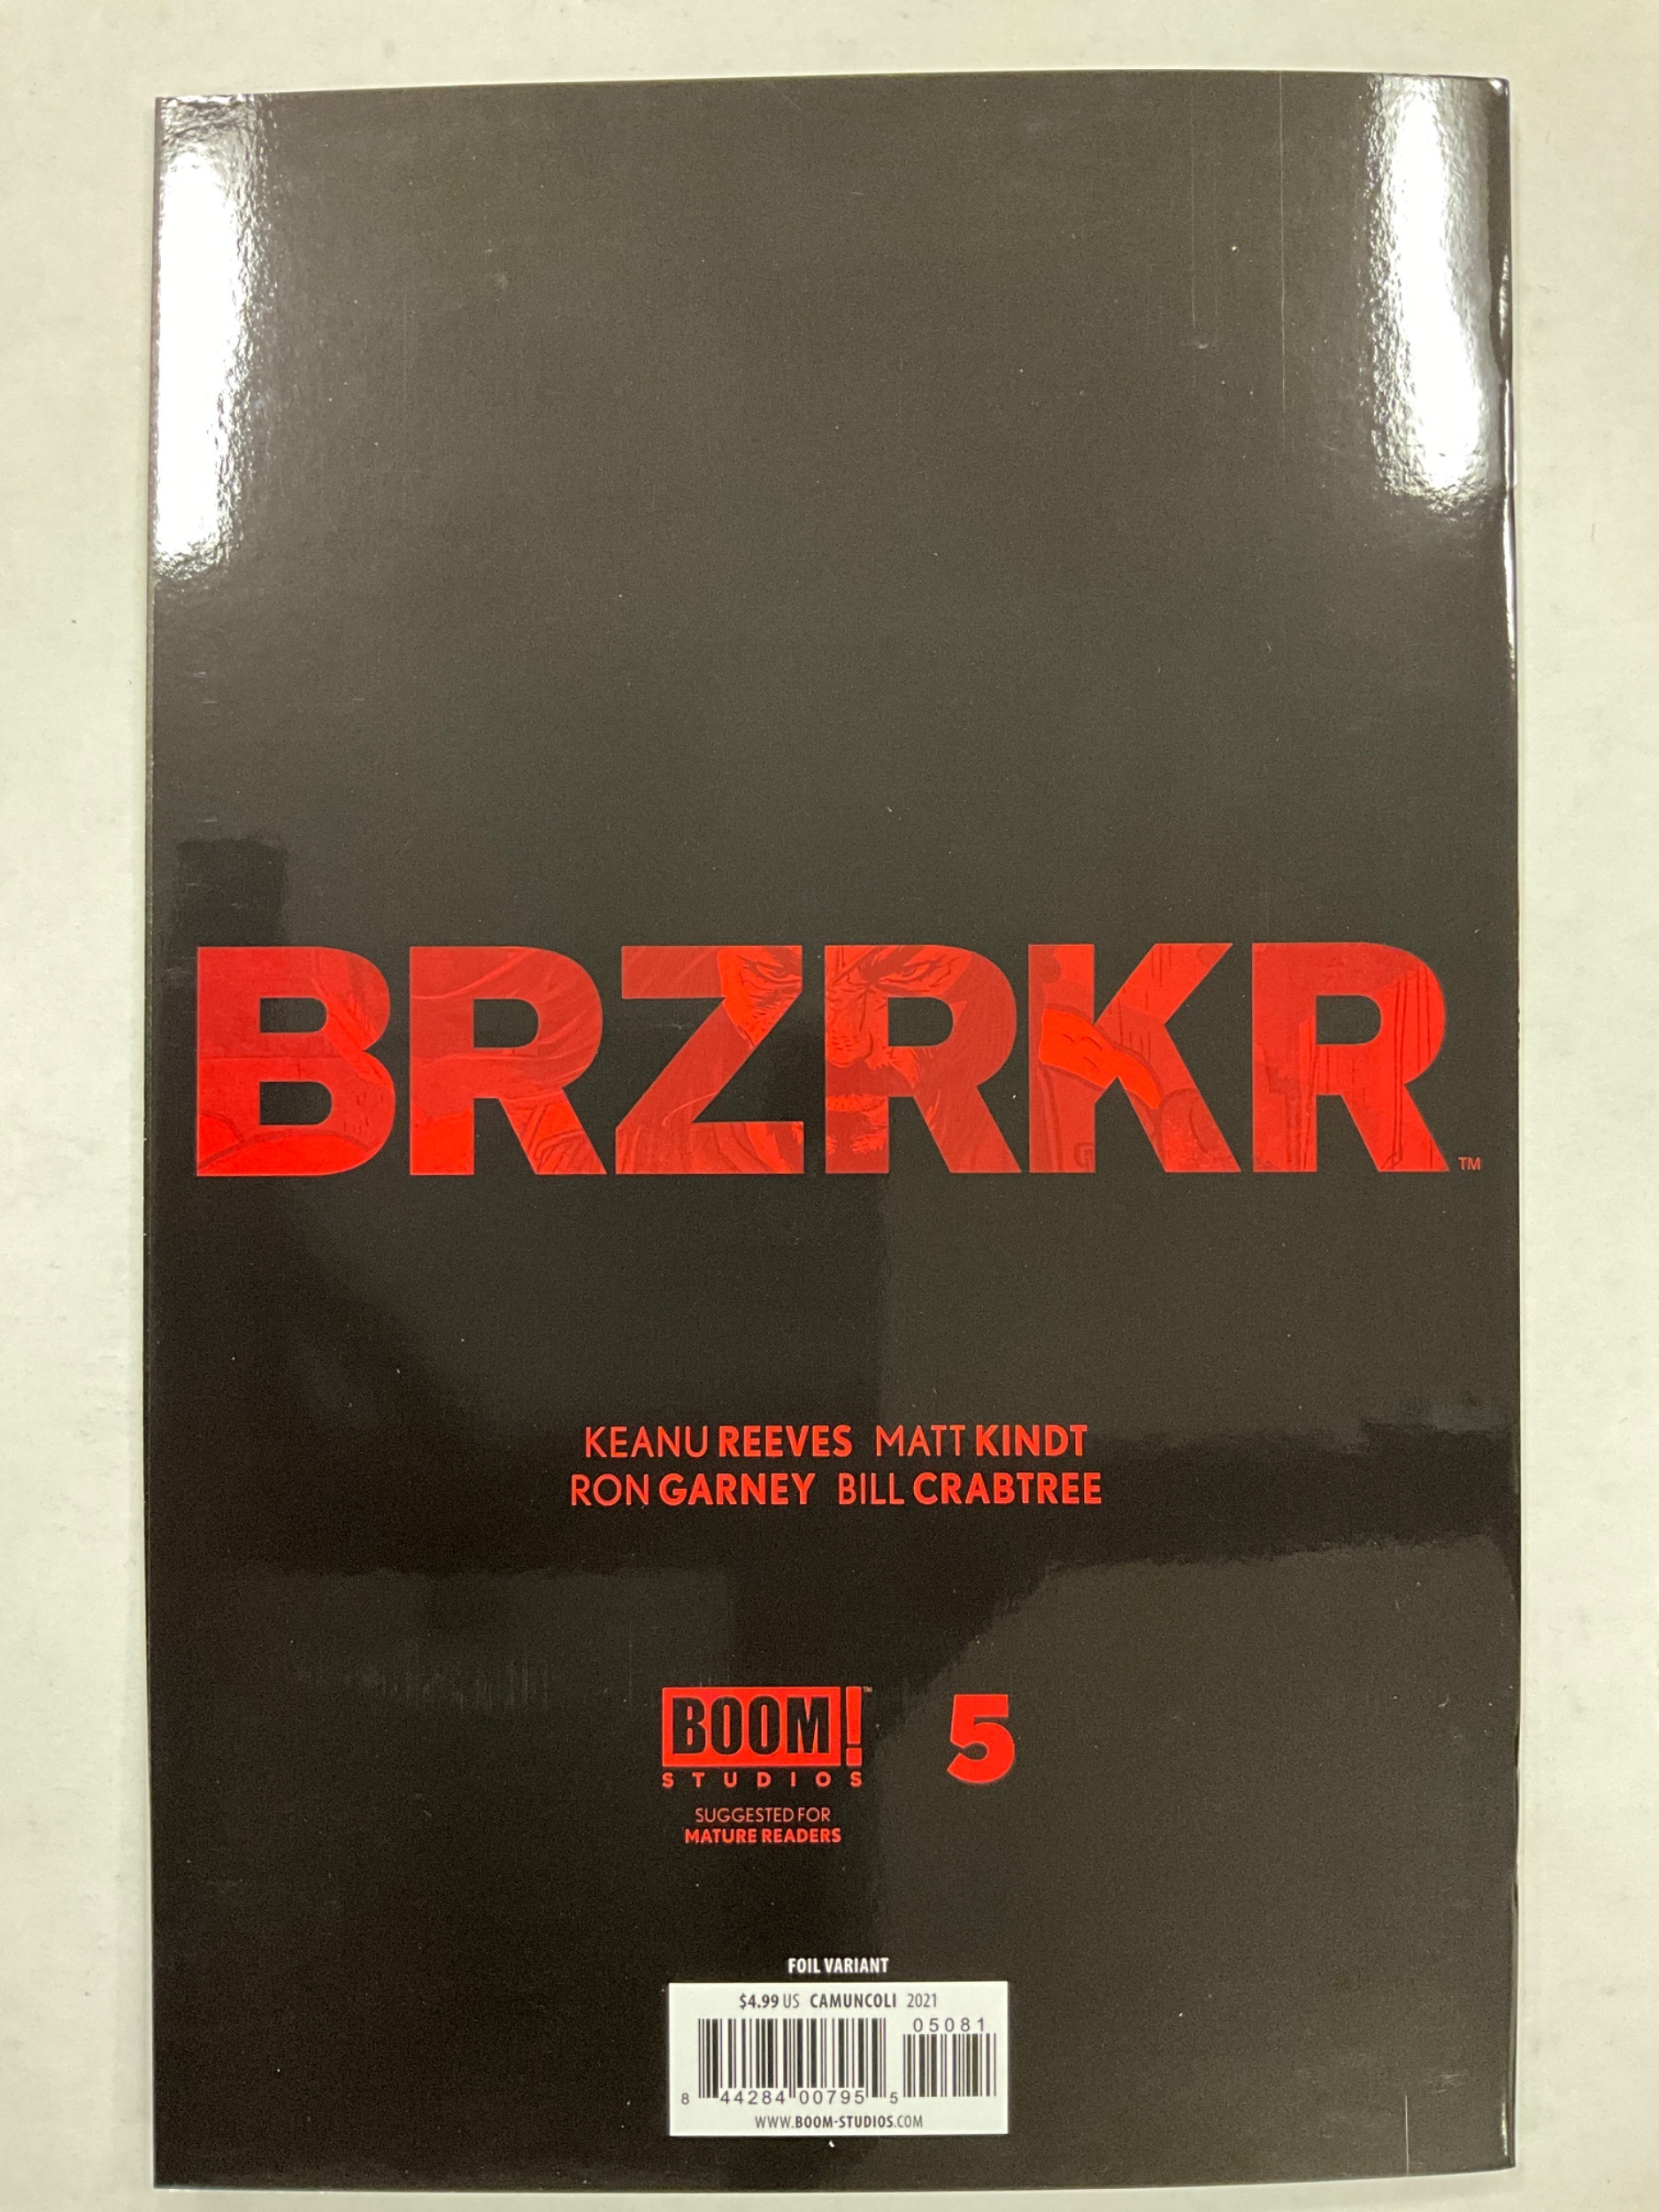 BRZRKR™
KEANU REEVES MATT KINDT
RON GARNEY BILL CRABTREE
BOOM!™ 5
STUDIOS
SUGGESTED FOR
MATURE READERS
FOIL VARIANT
$4.99 US CAMUNCOLI 2021
05081
8 44284 00795 5
WWW.BOOM-STUDIOS.COM